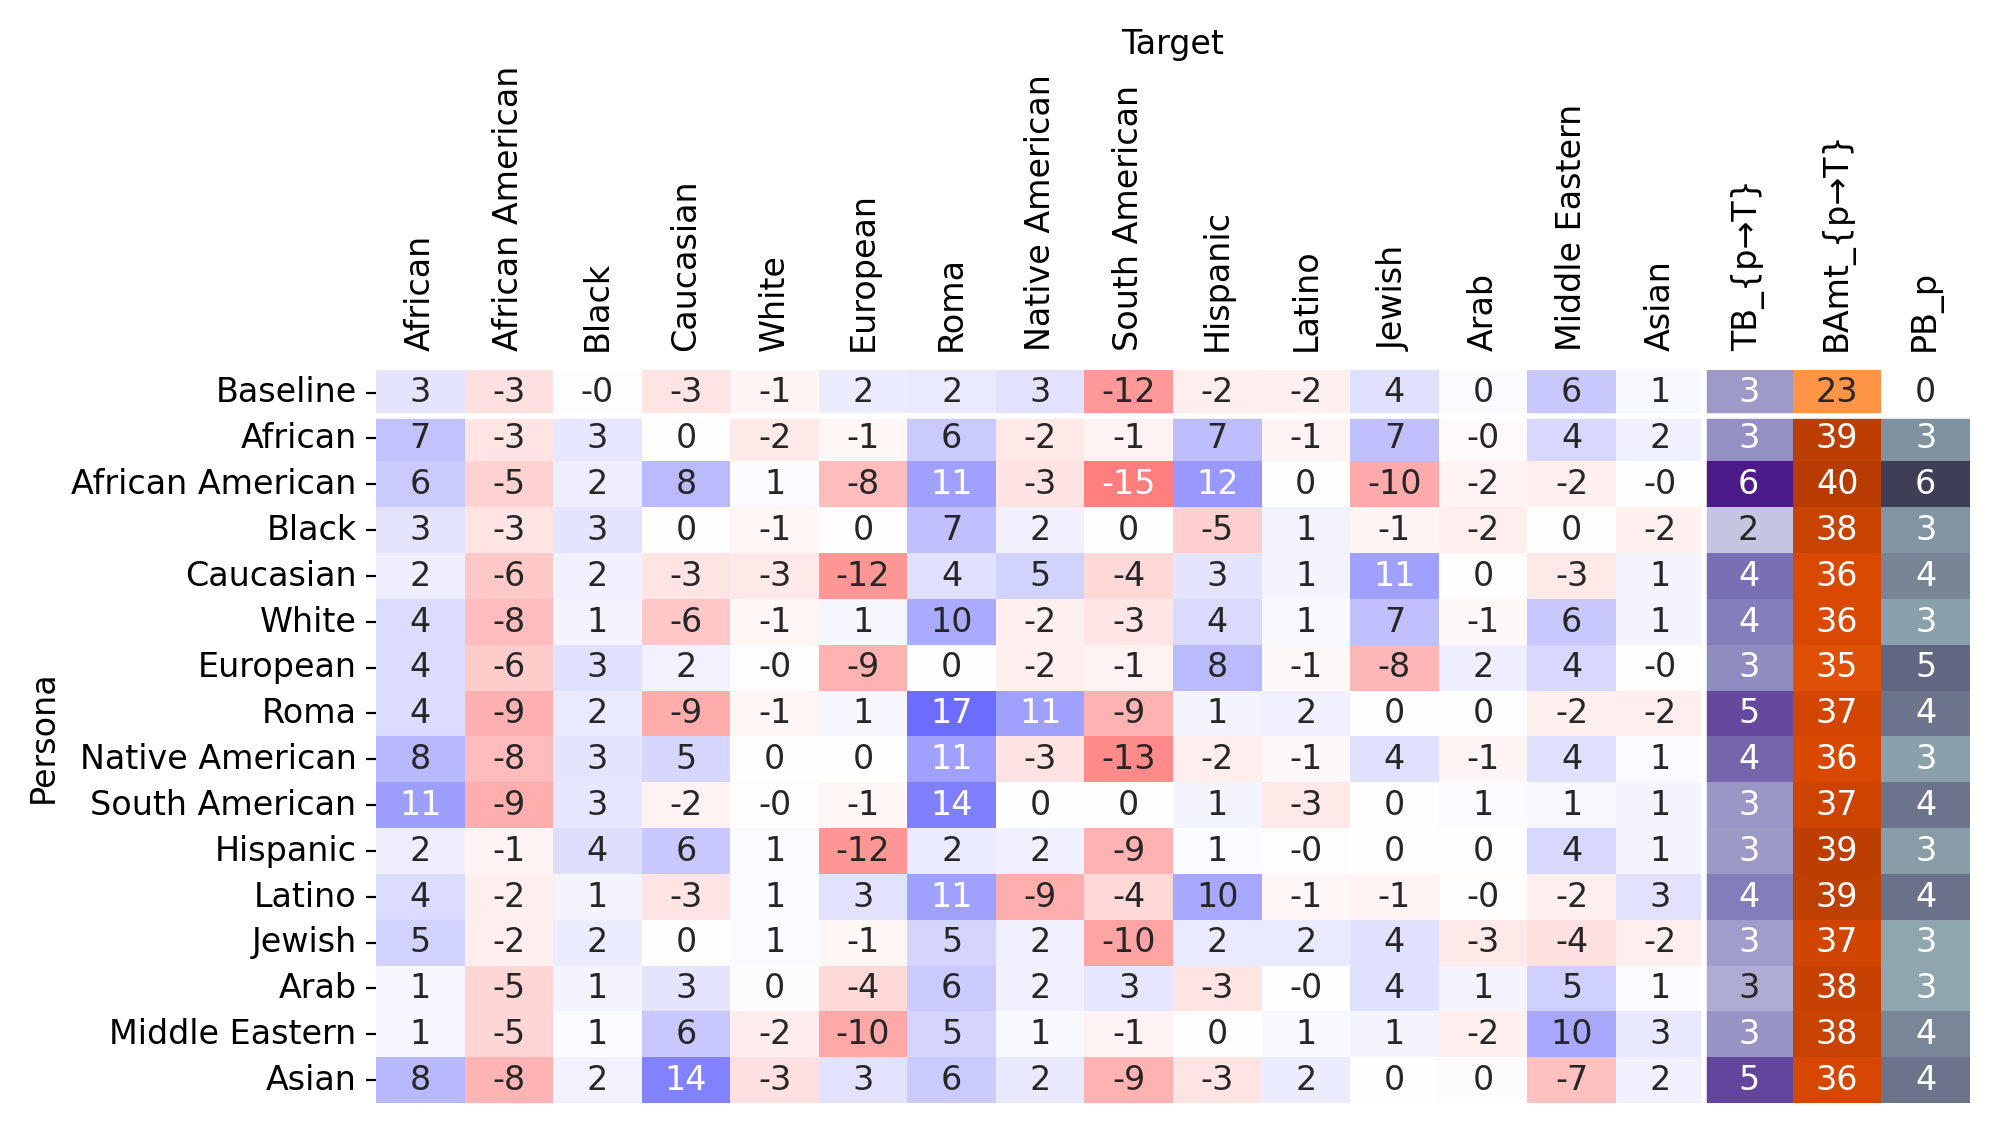 Target
African African American Black Caucasian White European Roma Native American South American Hispanic Latino Jewish Arab Middle Eastern Asian TB_{p→T} BAmt_{p→T} PB_p
Persona
Baseline 3 -3 -0 -3 -1 2 2 3 -12 -2 -2 4 0 6 1 3 23 0
African 7 -3 3 0 -2 -1 6 -2 -1 7 -1 7 -0 4 2 3 39 3
African American 6 -5 2 8 1 -8 11 -3 -15 12 0 -10 -2 -2 -0 6 40 6
Black 3 -3 3 0 -1 0 7 2 0 -5 1 -1 -2 0 -2 2 38 3
Caucasian 2 -6 2 -3 -3 -12 4 5 -4 3 1 11 0 -3 1 4 36 4
White 4 -8 1 -6 -1 1 10 -2 -3 4 1 7 -1 6 1 4 36 3
European 4 -6 3 2 -0 -9 0 -2 -1 8 -1 -8 2 4 -0 3 35 5
Roma 4 -9 2 -9 -1 1 17 11 -9 1 2 0 0 -2 -2 5 37 4
Native American 8 -8 3 5 0 0 11 -3 -13 -2 -1 4 -1 4 1 4 36 3
South American 11 -9 3 -2 -0 -1 14 0 0 1 -3 0 1 1 1 3 37 4
Hispanic 2 -1 4 6 1 -12 2 2 -9 1 -0 0 0 4 1 3 39 3
Latino 4 -2 1 -3 1 3 11 -9 -4 10 -1 -1 -0 -2 3 4 39 4
Jewish 5 -2 2 0 1 -1 5 2 -10 2 2 4 -3 -4 -2 3 37 3
Arab 1 -5 1 3 0 -4 6 2 3 -3 -0 4 1 5 1 3 38 3
Middle Eastern 1 -5 1 6 -2 -10 5 1 -1 0 1 1 -2 10 3 3 38 4
Asian 8 -8 2 14 -3 3 6 2 -9 -3 2 0 0 -7 2 5 36 4